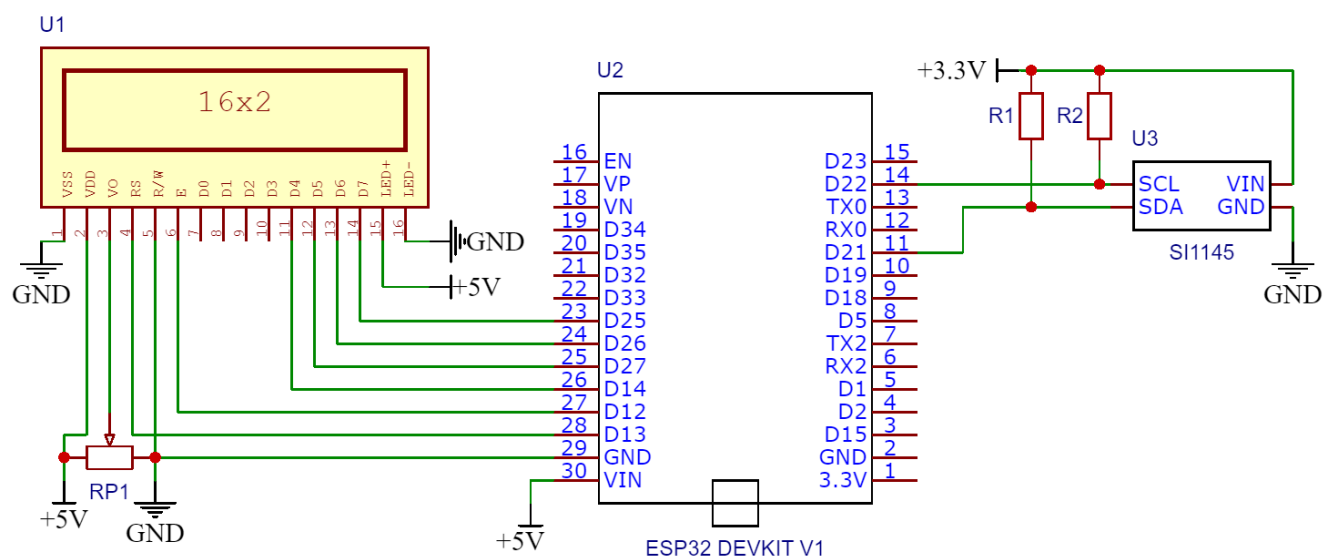 U1
16x2
VSS
VDD
VO
RS
R/W
E
D0
D1
D2
D3
D4
D5
D6
D7
LED+
LED-
1
2
3
4
5
6
7
8
9
10
11
12
13
14
15
16
GND
GND
+5V
RP1
+5V
GND
U2
16 EN
17 VP
18 VN
19 D34
20 D35
21 D32
22 D33
23 D25
24 D26
25 D27
26 D14
27 D12
28 D13
29 GND
30 VIN
+5V
D23 15
D22 14
TX0 13
RX0 12
D21 11
D19 10
D18 9
D5 8
TX2 7
RX2 6
D1 5
D2 4
D15 3
GND 2
3.3V 1
ESP32 DEVKIT V1
+3.3V
R1
R2
U3
SCL VIN
SDA GND
SI1145
GND